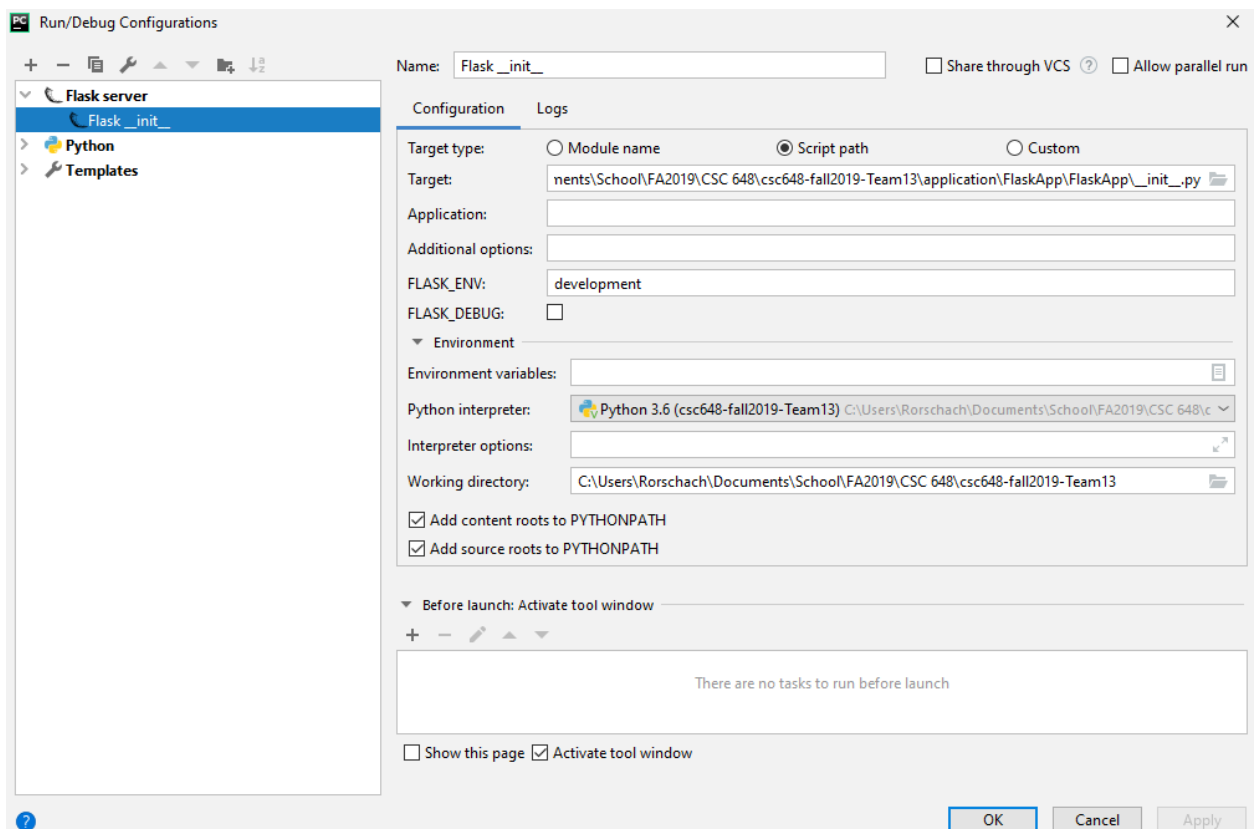 PC Run/Debug Configurations
Name: Flask __init__ Share through VCS ? Allow parallel run
Flask server
Flask __init__
Python
Templates
Configuration Logs
Target type: Module name Script path Custom
Target: nents\School\FA2019\CSC 648\csc648-fall2019-Team13\application\FlaskApp\FlaskApp\__init__.py
Application:
Additional options:
FLASK_ENV: development
FLASK_DEBUG:
Environment
Environment variables:
Python interpreter: Python 3.6 (csc648-fall2019-Team13) C:\Users\Rorschach\Documents\School\FA2019\CSC 648\c
Interpreter options:
Working directory: C:\Users\Rorschach\Documents\School\FA2019\CSC 648\csc648-fall2019-Team13
Add content roots to PYTHONPATH
Add source roots to PYTHONPATH
Before launch: Activate tool window
There are no tasks to run before launch
Show this page Activate tool window
? OK Cancel Apply